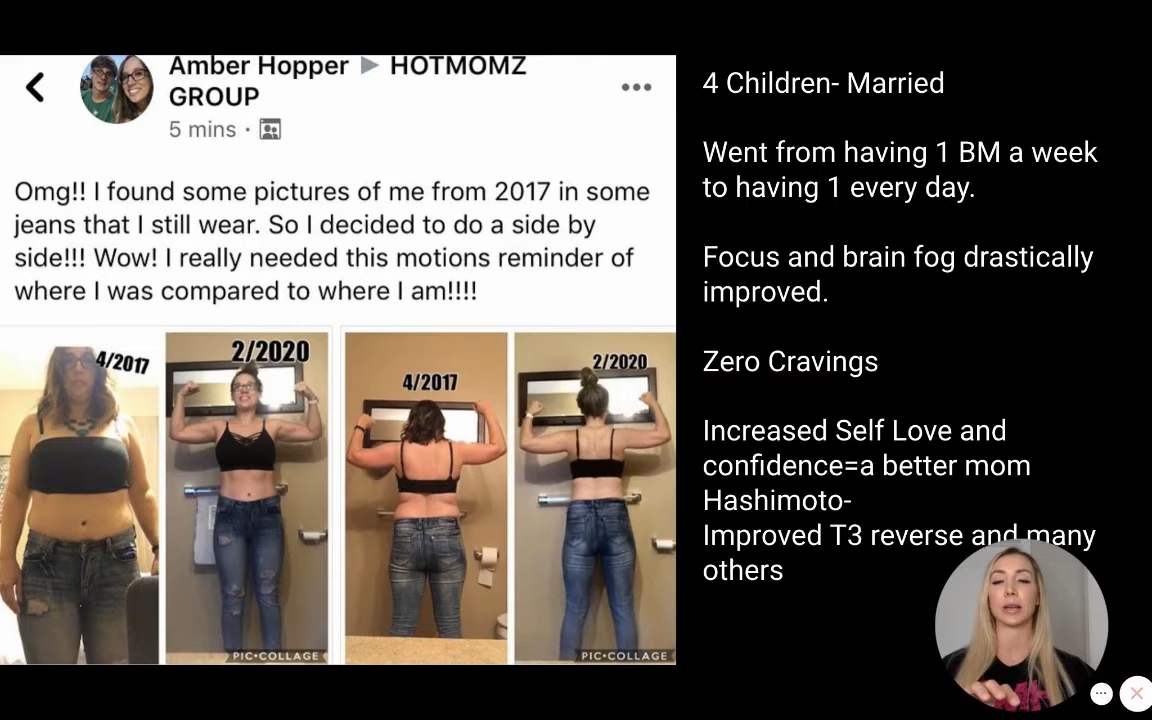 Amber Hopper ▶ HOTMOMZ
GROUP
5 mins ·
Omg!! I found some pictures of me from 2017 in some
jeans that I still wear. So I decided to do a side by
side!!! Wow! I really needed this motions reminder of
where I was compared to where I am!!!!
4/2017
2/2020
4/2017
2/2020
PIC•COLLAGE
PIC•COLLAGE
4 Children- Married
Went from having 1 BM a week
to having 1 every day.
Focus and brain fog drastically
improved.
Zero Cravings
Increased Self Love and
confidence=a better mom
Hashimoto-
Improved T3 reverse and many
others